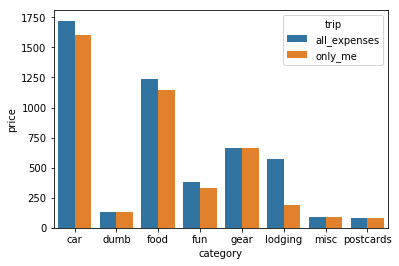 1750
1500
1250
1000
750
500
250
0
price
trip
all_expenses
only_me
car dumb food fun gear lodging misc postcards
category